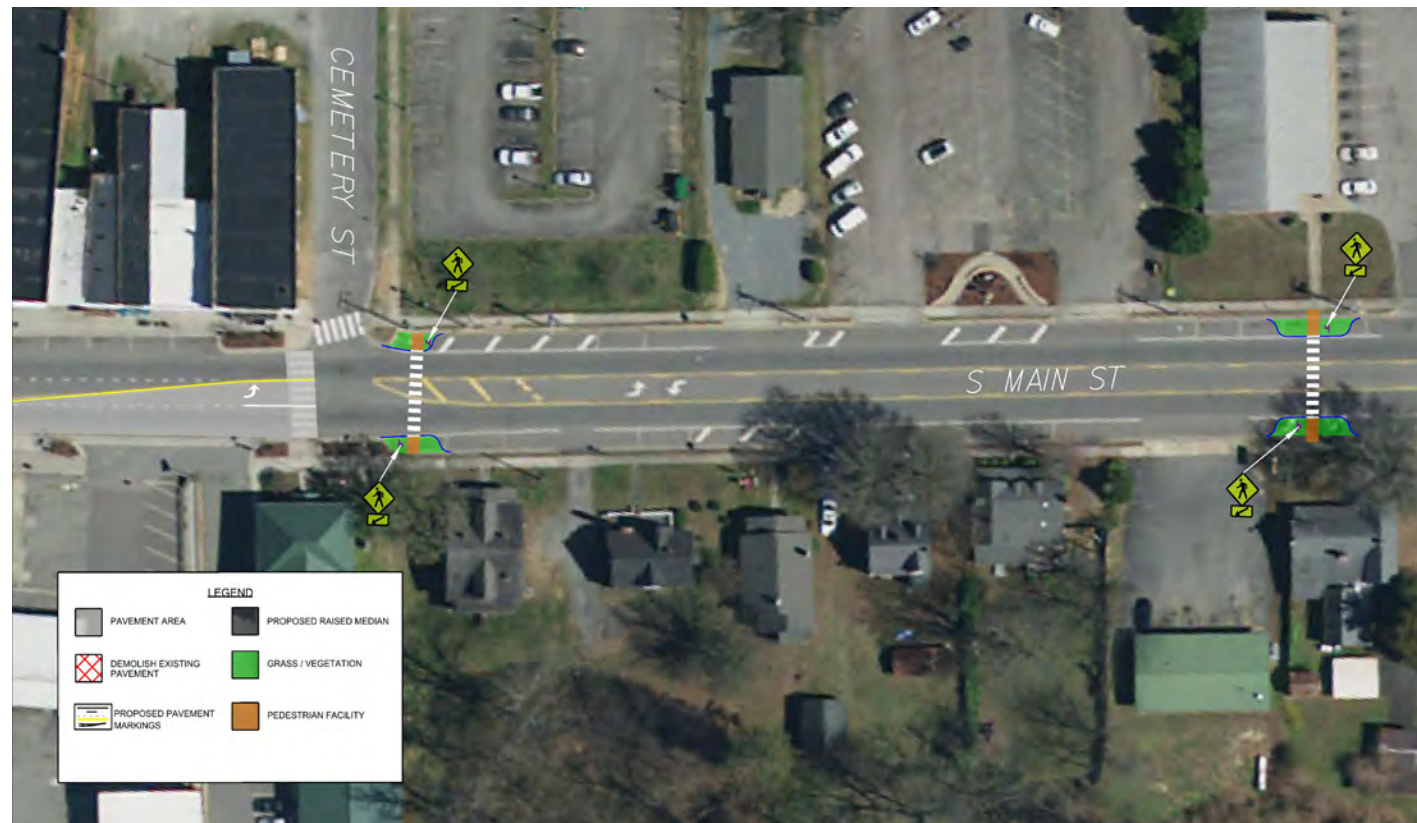 CEMETERY ST
S MAIN ST
LEGEND
PAVEMENT AREA
PROPOSED RAISED MEDIAN
DEMOLISH EXISTING
PAVEMENT
GRASS / VEGETATION
PROPOSED PAVEMENT
MARKINGS
PEDESTRIAN FACILITY